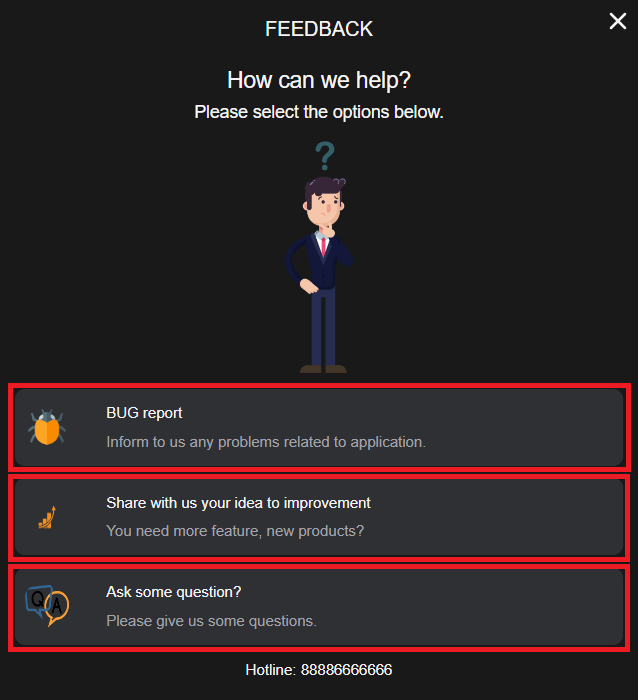 FEEDBACK
How can we help?
Please select the options below.
?
BUG report
Inform to us any problems related to application.
Share with us your idea to improvement
You need more feature, new products?
Q A
Ask some question?
Please give us some questions.
Hotline: 88886666666